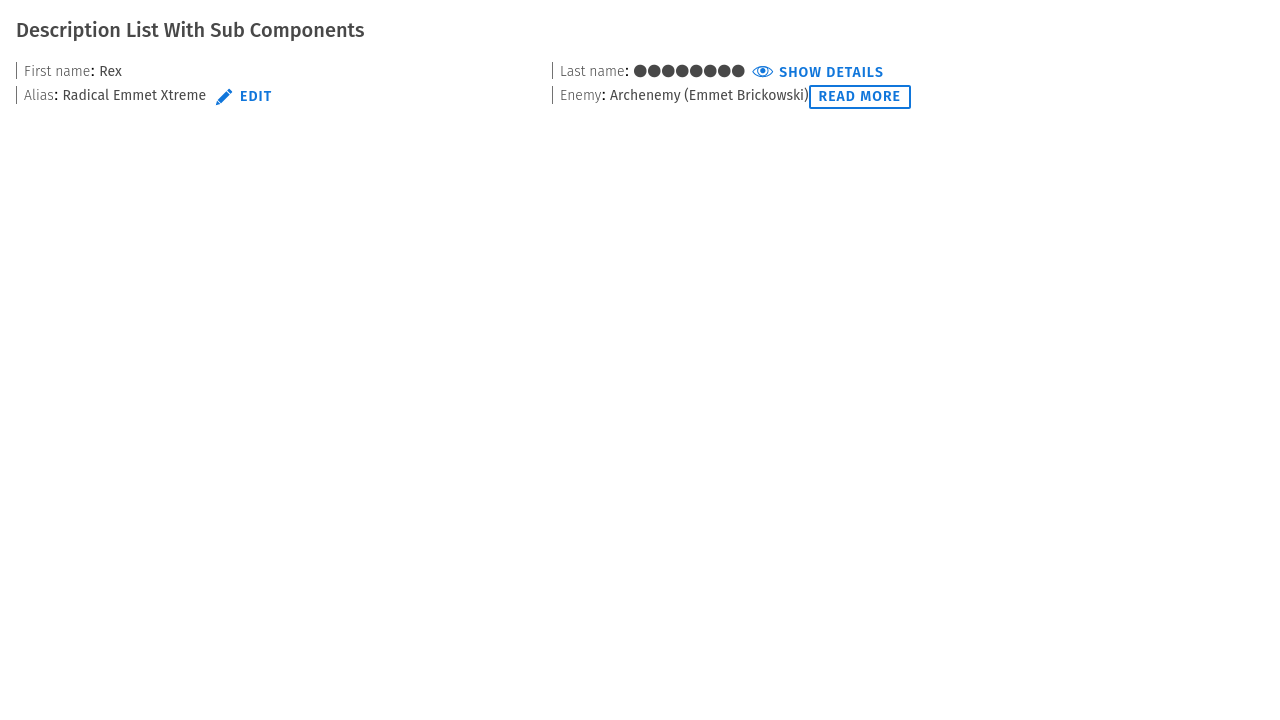 Description List With Sub Components
First name: Rex
Last name: ●●●●●●●● SHOW DETAILS
Alias: Radical Emmet Xtreme EDIT
Enemy: Archenemy (Emmet Brickowski) READ MORE